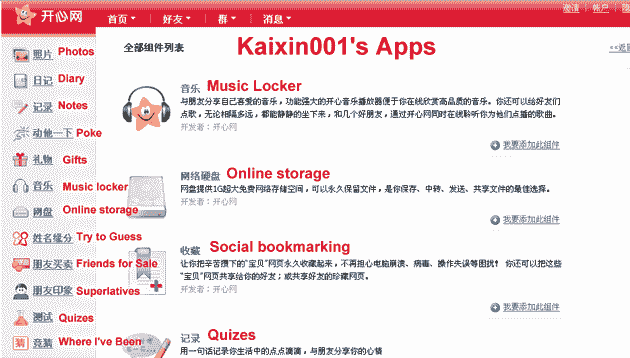 开心网 首页 好友 群 消息 邀请 帐户
全部组件列表 Kaixin001's Apps
照片 Photos
日记 Diary
记录 Notes
动他一下 Poke
礼物 Gifts
音乐 Music locker
网盘 Online storage
姓名缘分 Try to Guess
朋友买卖 Friends for Sale
朋友印象 Superlatives
测试 Quizes
竞猜 Where I've Been
音乐 Music Locker
与朋友分享自己喜爱的音乐，功能强大的开心音乐播放器便于你在线欣赏高品质的音乐。你还可以给好友们
点歌，无论相隔多远，都能静静的坐下来，和几个好朋友，通过开心网同时在线聆听你为他们点播的歌曲。
开发者：开心网
我要添加此组件
网络硬盘 Online storage
网盘提供1G超大免费网络存储空间，可以永久保留文件，是你保存、中转、发送、共享文件的最佳选择。
开发者：开心网
我要添加此组件
收藏 Social bookmarking
让你把辛苦攒下的“宝贝”网页永久收藏起来，不再担心电脑崩溃、病毒、操作失误等困扰！ 你还可以把这些
“宝贝”网页共享给你的好友；或共享好友的珍藏网页。
开发者：开心网
我要添加此组件
记录 Quizes
用一句话记录你生活中的点点滴滴，与朋友分享你的心情